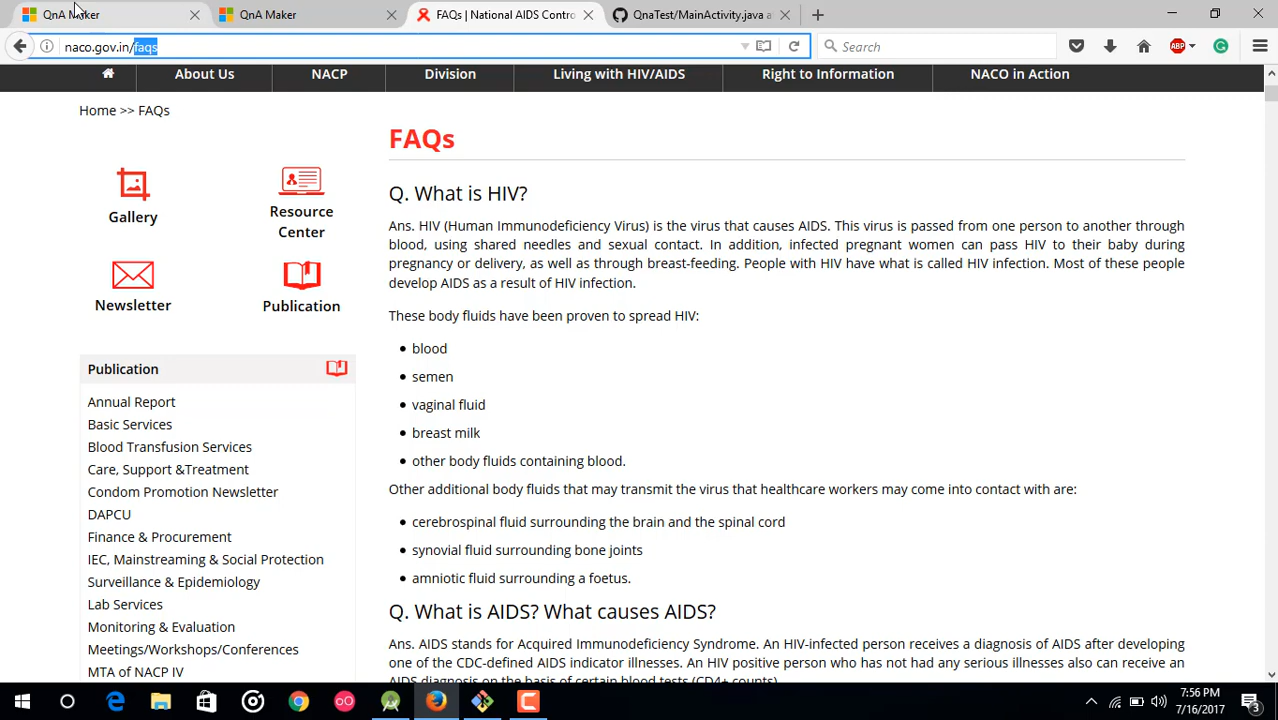 QnA Maker
QnA Maker
FAQs | National AIDS Contro
QnaTest/MainActivity.java a
naco.gov.in/faqs
Search
ABP
About Us
NACP
Division
Living with HIV/AIDS
Right to Information
NACO in Action
Home >> FAQs
FAQs
Gallery
Resource
Center
Newsletter
Publication
Publication
Annual Report
Basic Services
Blood Transfusion Services
Care, Support &Treatment
Condom Promotion Newsletter
DAPCU
Finance & Procurement
IEC, Mainstreaming & Social Protection
Surveillance & Epidemiology
Lab Services
Monitoring & Evaluation
Meetings/Workshops/Conferences
MTA of NACP IV
Q. What is HIV?
Ans. HIV (Human Immunodeficiency Virus) is the virus that causes AIDS. This virus is passed from one person to another through
blood, using shared needles and sexual contact. In addition, infected pregnant women can pass HIV to their baby during
pregnancy or delivery, as well as through breast-feeding. People with HIV have what is called HIV infection. Most of these people
develop AIDS as a result of HIV infection.
These body fluids have been proven to spread HIV:
• blood
• semen
• vaginal fluid
• breast milk
• other body fluids containing blood.
Other additional body fluids that may transmit the virus that healthcare workers may come into contact with are:
• cerebrospinal fluid surrounding the brain and the spinal cord
• synovial fluid surrounding bone joints
• amniotic fluid surrounding a foetus.
Q. What is AIDS? What causes AIDS?
Ans. AIDS stands for Acquired Immunodeficiency Syndrome. An HIV-infected person receives a diagnosis of AIDS after developing
one of the CDC-defined AIDS indicator illnesses. An HIV positive person who has not had any serious illnesses also can receive an
AIDS diagnosis on the basis of certain blood tests (CD4+ counts).
7:56 PM
7/16/2017
3